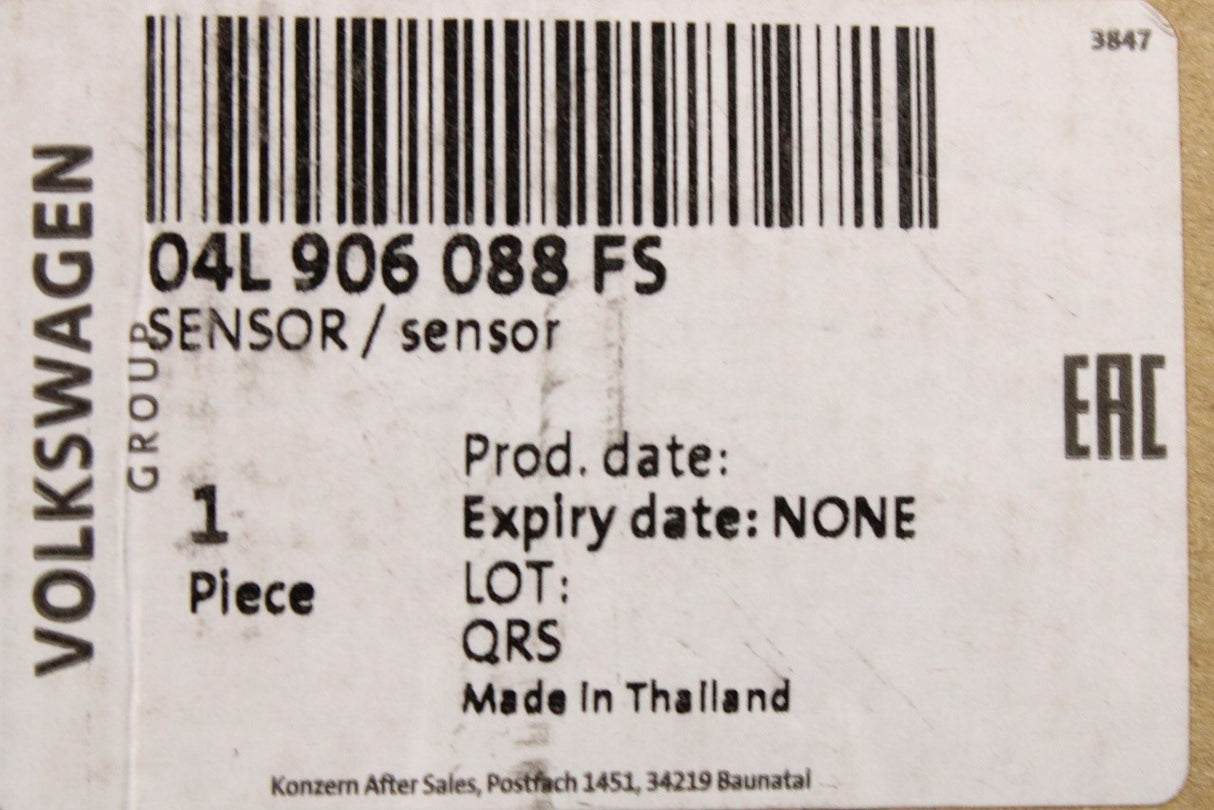 3847
VOLKSWAGEN
GROUP
04L 906 088 FS
SENSOR / sensor
1
Piece
Prod. date:
Expiry date: NONE
LOT:
QRS
Made in Thailand
EAC
Konzern After Sales, Postfach 1451, 34219 Baunatal